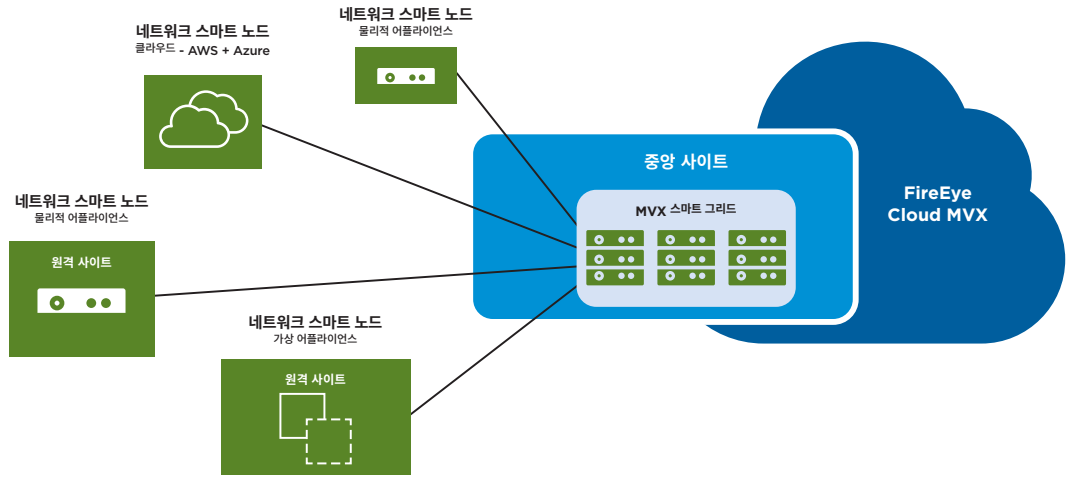 네트워크 스마트 노드
물리적 어플라이언스
네트워크 스마트 노드
클라우드 - AWS + Azure
중앙 사이트
MVX 스마트 그리드
FireEye
Cloud MVX
네트워크 스마트 노드
물리적 어플라이언스
원격 사이트
네트워크 스마트 노드
가상 어플라이언스
원격 사이트